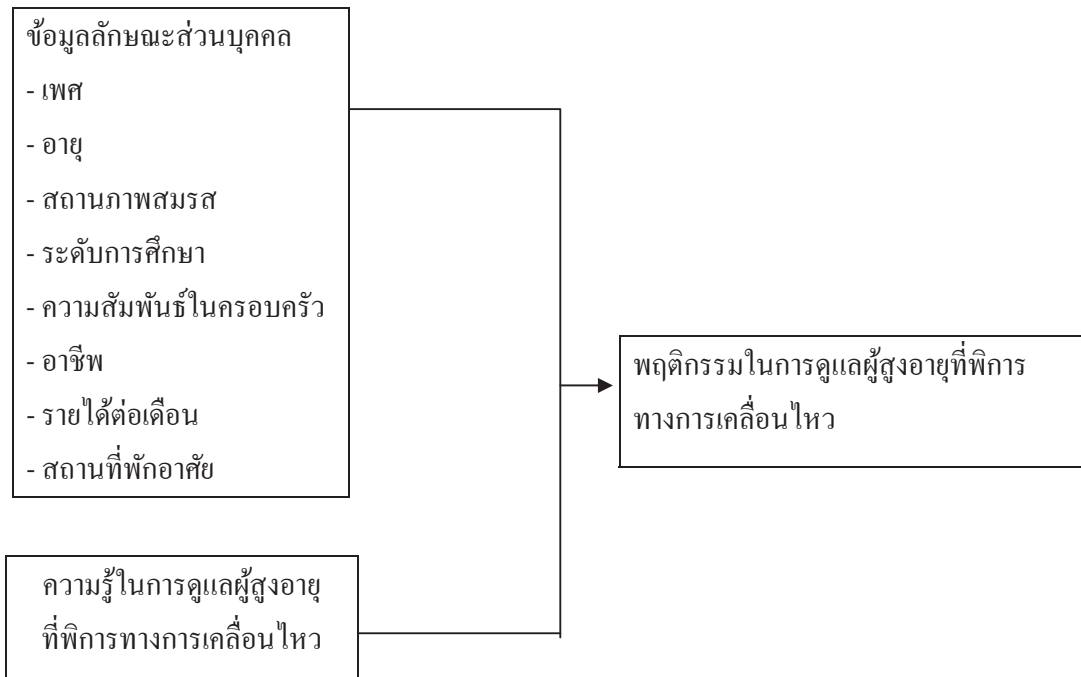 ข้อมูลลักษณะส่วนบุคคล
- เพศ
- อายุ
- สถานภาพสมรส
- ระดับการศึกษา
- ความสัมพันธ์ในครอบครัว
- อาชีพ
- รายได้ต่อเดือน
- สถานที่พักอาศัย
พฤติกรรมในการดูแลผู้สูงอายุที่พิการ
ทางการเคลื่อนไหว
ความรู้ในการดูแลผู้สูงอายุ
ที่พิการทางการเคลื่อนไหว